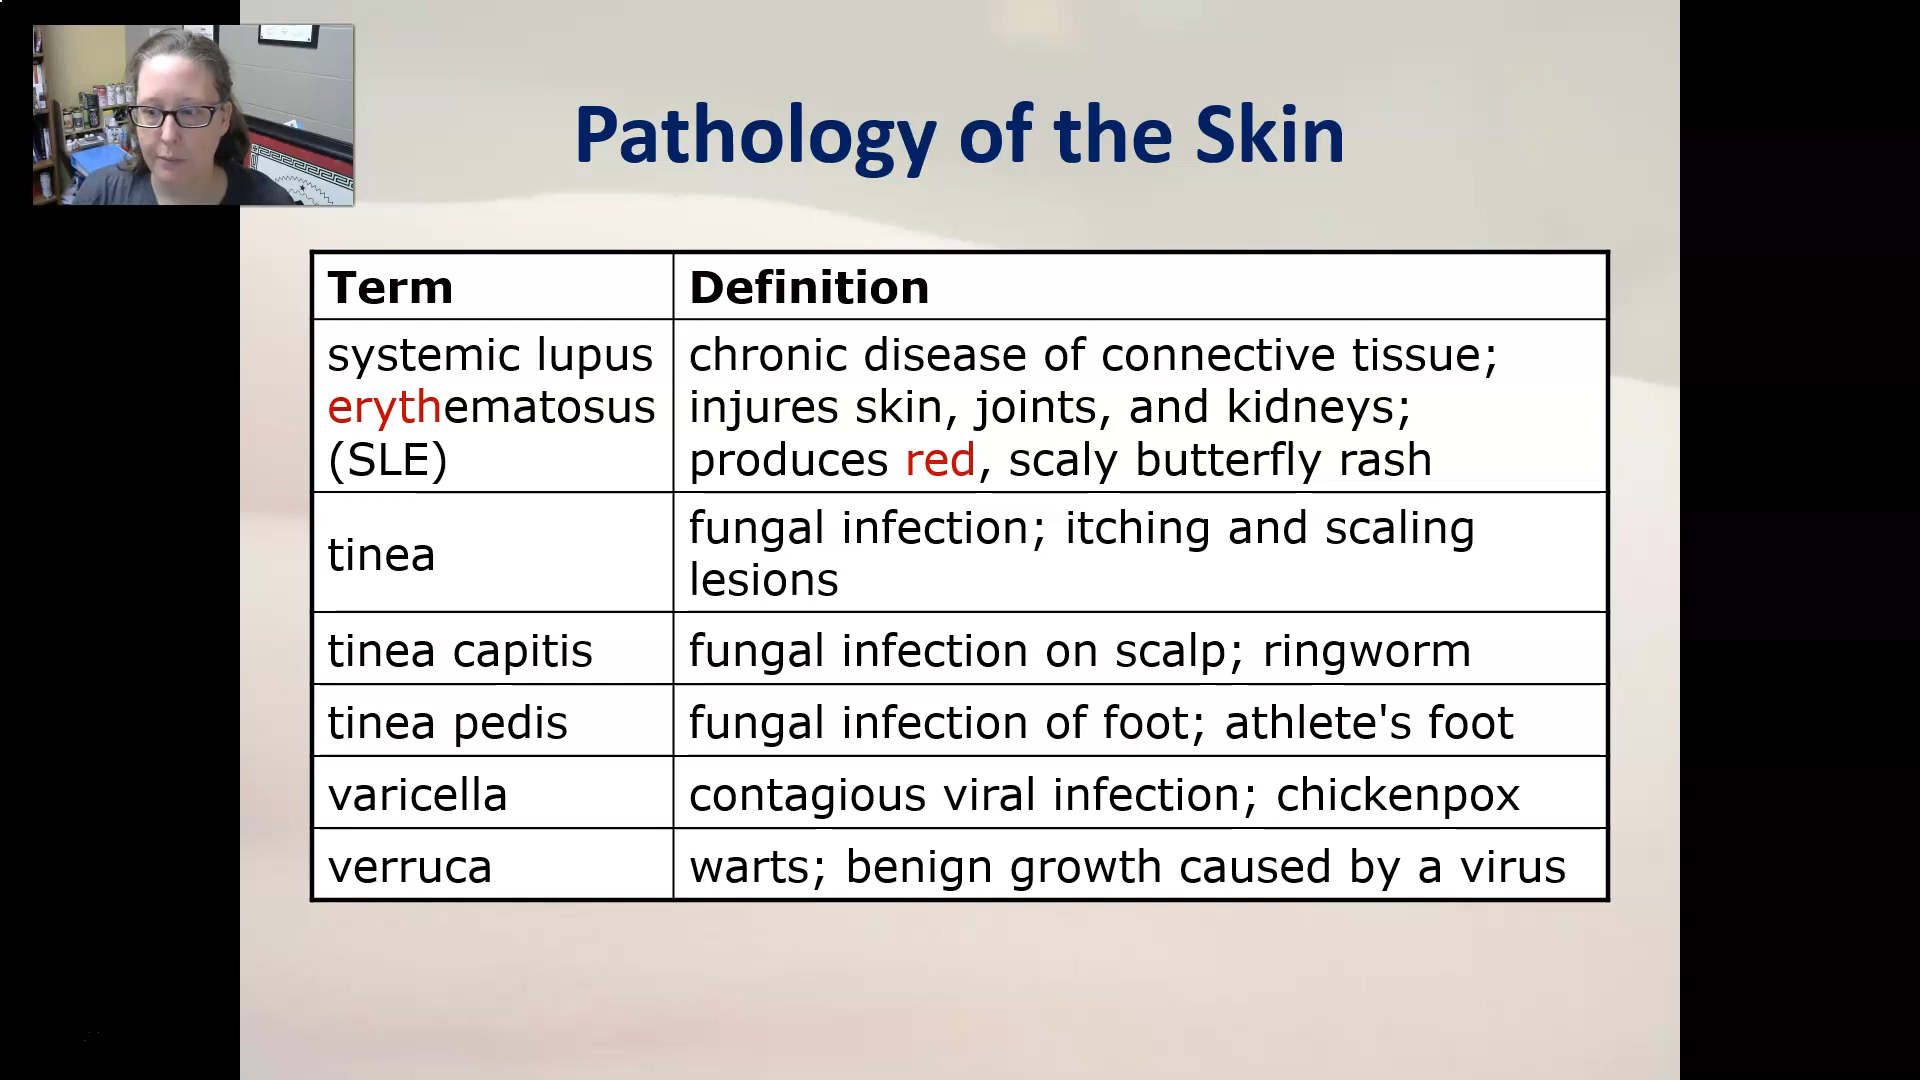 Pathology of the Skin
Term
Definition
systemic lupus
erythematosus
(SLE)
chronic disease of connective tissue;
injures skin, joints, and kidneys;
produces red, scaly butterfly rash
tinea
fungal infection; itching and scaling
lesions
tinea capitis
fungal infection on scalp; ringworm
tinea pedis
fungal infection of foot; athlete's foot
varicella
contagious viral infection; chickenpox
verruca
warts; benign growth caused by a virus